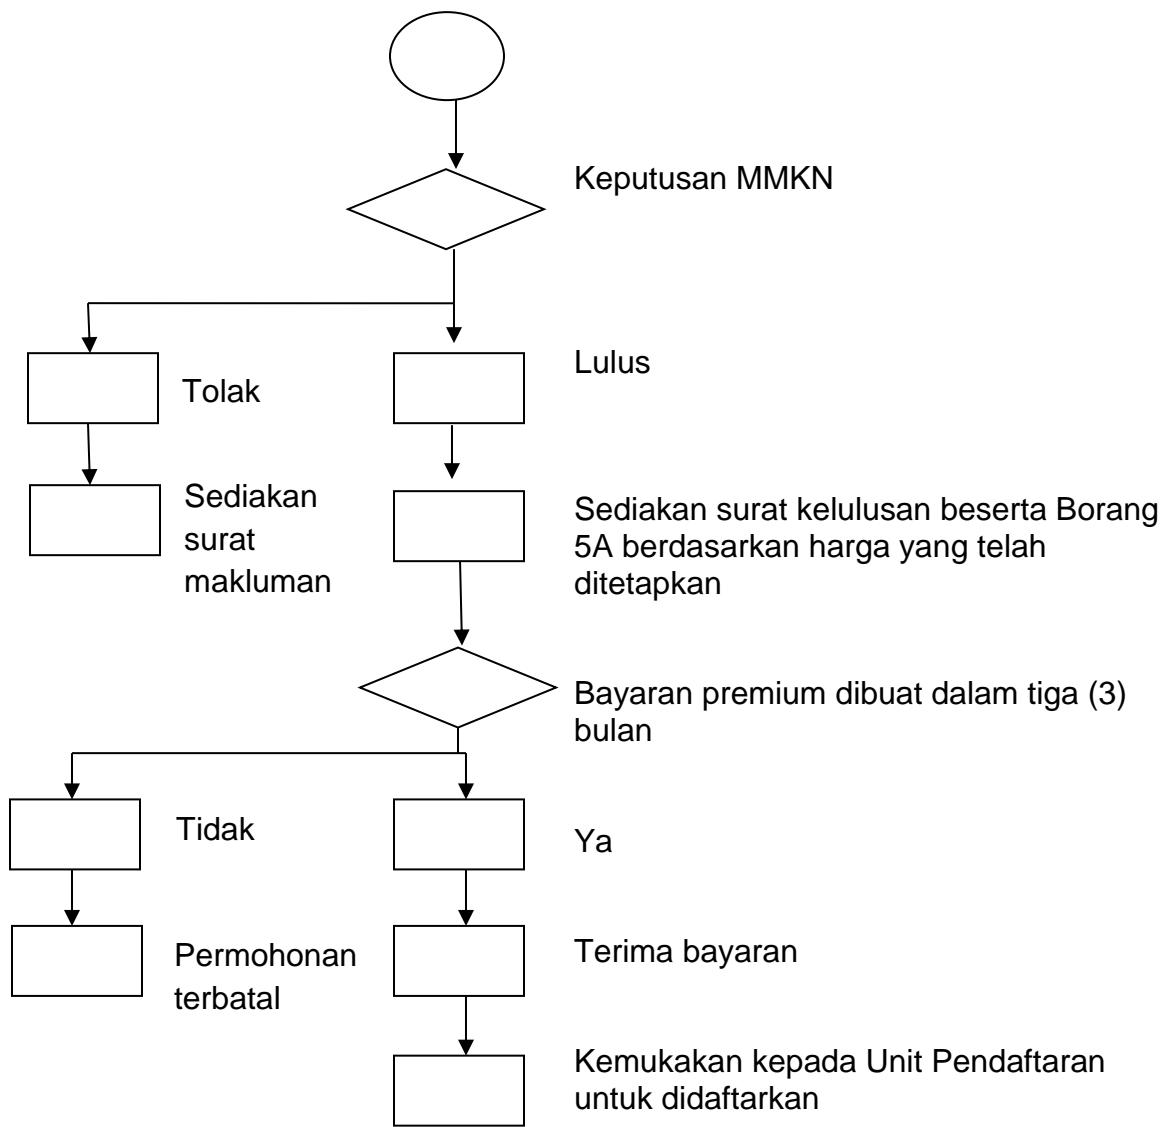 Keputusan MMKN
Lulus
Tolak
Sediakan
surat
makluman
Sediakan surat kelulusan beserta Borang
5A berdasarkan harga yang telah
ditetapkan
Bayaran premium dibuat dalam tiga (3)
bulan
Tidak
Ya
Permohonan
terbatal
Terima bayaran
Kemukakan kepada Unit Pendaftaran
untuk didaftarkan